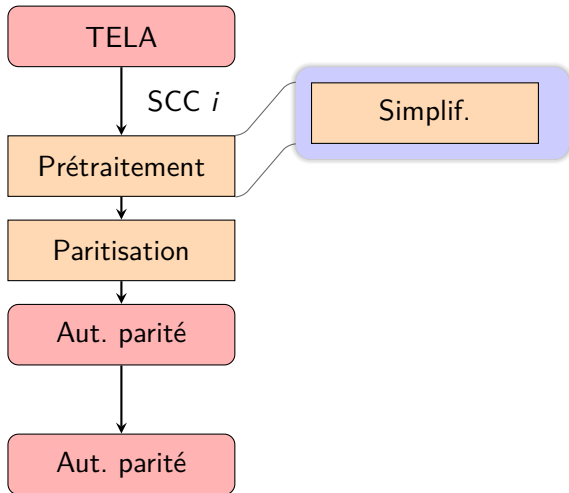 TELA
SCC i
Simplif.
Prétraitement
Paritisation
Aut. parité
Aut. parité